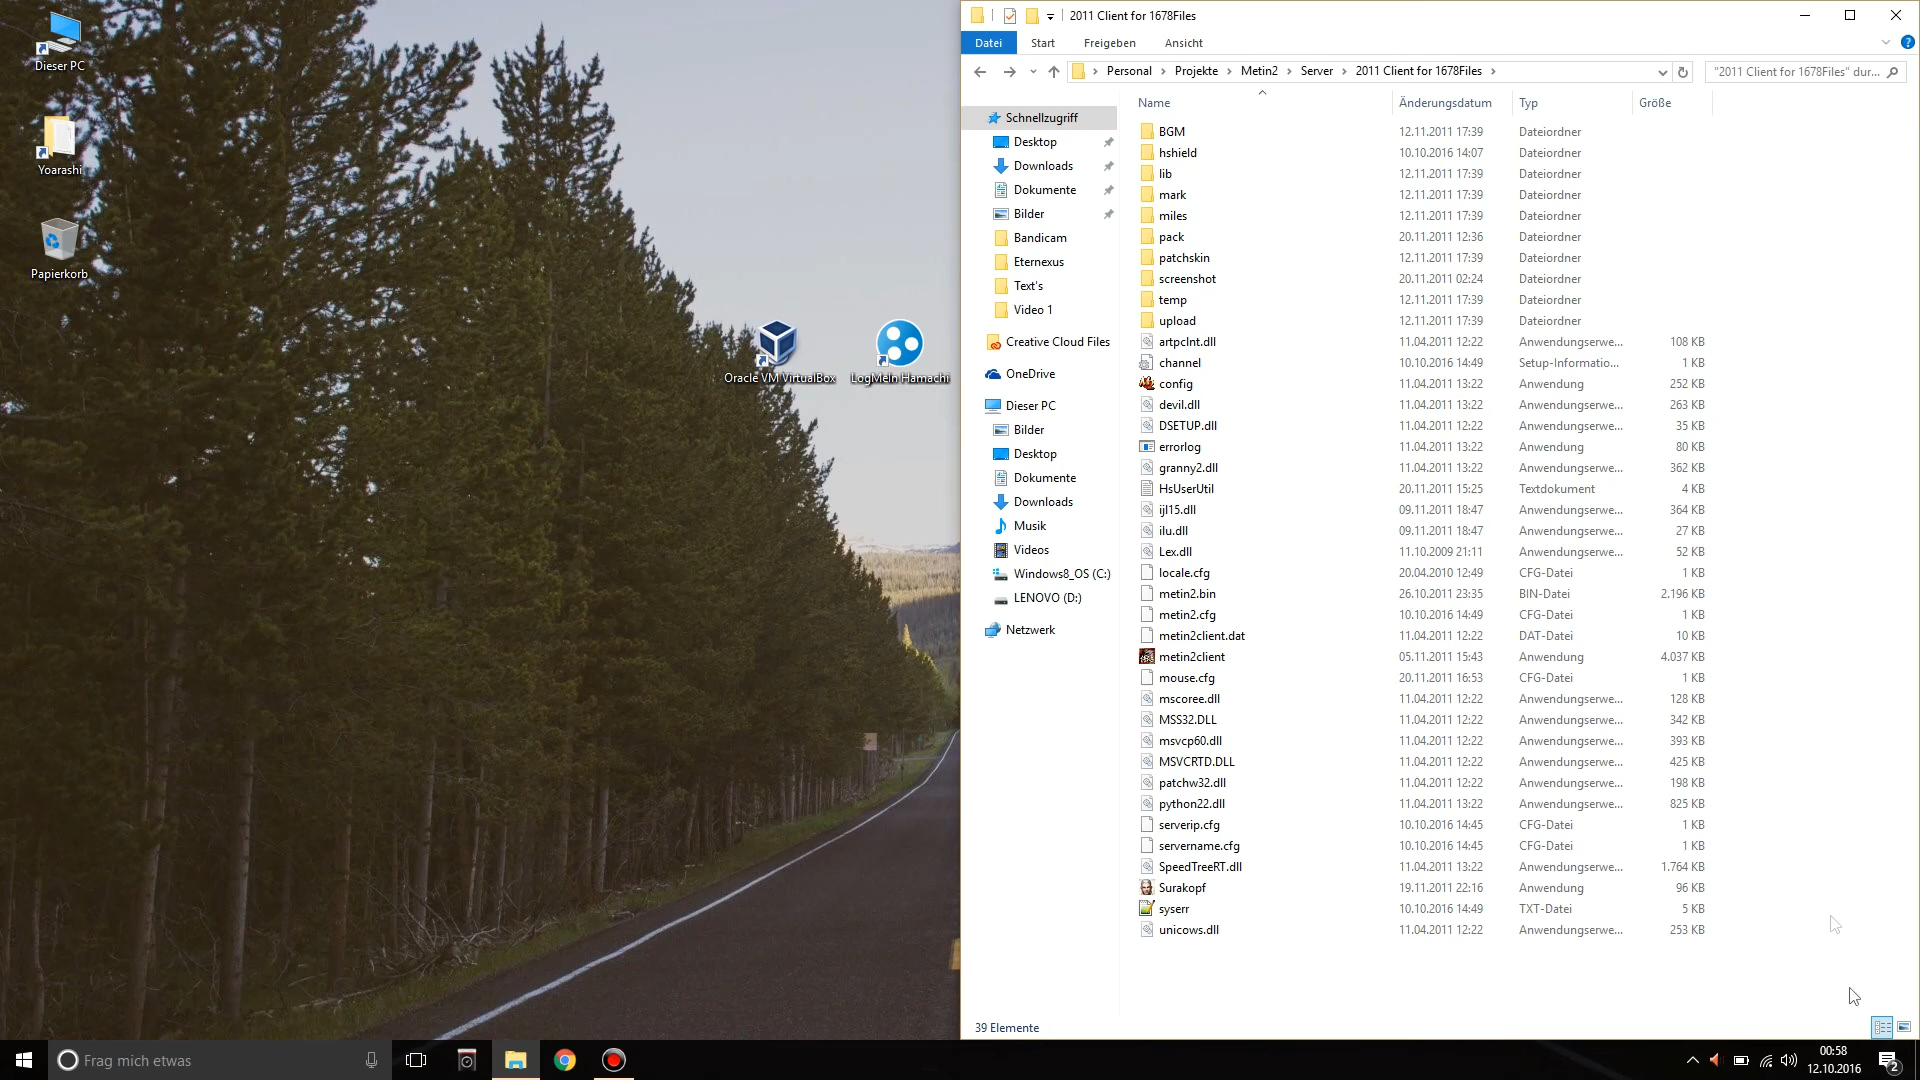 Dieser PC
Yoarashi
Papierkorb
Oracle VM VirtualBox
LogMeIn Hamachi
2011 Client for 1678Files
Datei Start Freigeben Ansicht
Personal Projekte Metin2 Server 2011 Client for 1678Files
"2011 Client for 1678Files" dur...
Schnellzugriff
Desktop
Downloads
Dokumente
Bilder
Bandicam
Eternexus
Text's
Video 1
Creative Cloud Files
OneDrive
Dieser PC
Bilder
Desktop
Dokumente
Downloads
Musik
Videos
Windows8_OS (C:)
LENOVO (D:)
Netzwerk
Name Änderungsdatum Typ Größe
BGM 12.11.2011 17:39 Dateiordner
hshield 10.10.2016 14:07 Dateiordner
lib 12.11.2011 17:39 Dateiordner
mark 12.11.2011 17:39 Dateiordner
miles 12.11.2011 17:39 Dateiordner
pack 20.11.2011 12:36 Dateiordner
patchskin 12.11.2011 17:39 Dateiordner
screenshot 20.11.2011 02:24 Dateiordner
temp 12.11.2011 17:39 Dateiordner
upload 12.11.2011 17:39 Dateiordner
artpclnt.dll 11.04.2011 12:22 Anwendungserwe... 108 KB
channel 10.10.2016 14:49 Setup-Informatio... 1 KB
config 11.04.2011 13:22 Anwendung 252 KB
devil.dll 11.04.2011 13:22 Anwendungserwe... 263 KB
DSETUP.dll 11.04.2011 12:22 Anwendungserwe... 35 KB
errorlog 11.04.2011 13:22 Anwendung 80 KB
granny2.dll 11.04.2011 13:22 Anwendungserwe... 362 KB
HsUserUtil 20.11.2011 15:25 Textdokument 4 KB
ijl15.dll 09.11.2011 18:47 Anwendungserwe... 364 KB
ilu.dll 09.11.2011 18:47 Anwendungserwe... 27 KB
Lex.dll 11.10.2009 21:11 Anwendungserwe... 52 KB
locale.cfg 20.04.2010 12:49 CFG-Datei 1 KB
metin2.bin 26.10.2011 23:35 BIN-Datei 2.196 KB
metin2.cfg 10.10.2016 14:49 CFG-Datei 1 KB
metin2client.dat 11.04.2011 12:22 DAT-Datei 10 KB
metin2client 05.11.2011 15:43 Anwendung 4.037 KB
mouse.cfg 20.11.2011 16:53 CFG-Datei 1 KB
mscoree.dll 11.04.2011 12:22 Anwendungserwe... 128 KB
MSS32.DLL 11.04.2011 12:22 Anwendungserwe... 342 KB
msvcp60.dll 11.04.2011 12:22 Anwendungserwe... 393 KB
MSVCRTD.DLL 11.04.2011 12:22 Anwendungserwe... 425 KB
patchw32.dll 11.04.2011 12:22 Anwendungserwe... 198 KB
python22.dll 11.04.2011 13:22 Anwendungserwe... 825 KB
serverip.cfg 10.10.2016 14:45 CFG-Datei 1 KB
servername.cfg 10.10.2016 14:45 CFG-Datei 1 KB
SpeedTreeRT.dll 11.04.2011 13:22 Anwendungserwe... 1.764 KB
Surakopf 19.11.2011 22:16 Anwendung 96 KB
syserr 10.10.2016 14:49 TXT-Datei 5 KB
unicows.dll 11.04.2011 12:22 Anwendungserwe... 253 KB
39 Elemente
Frag mich etwas
00:58
12.10.2016
2